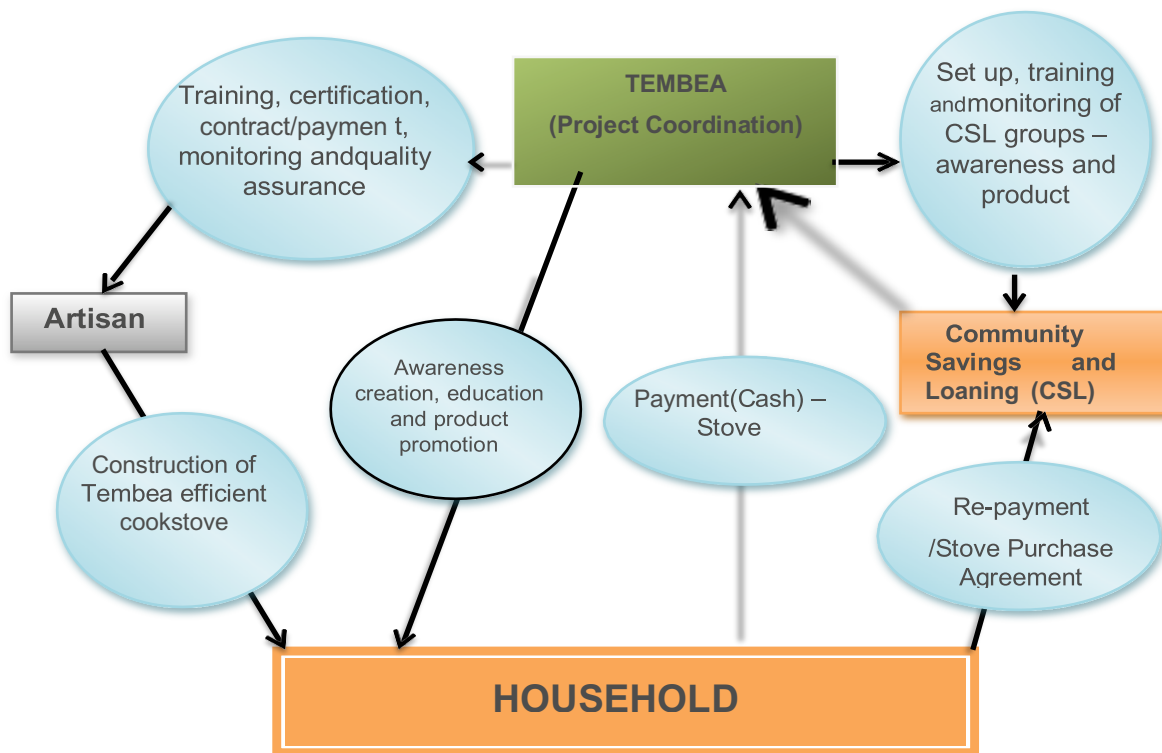 TEMBEA
(Project Coordination)
Training, certification,
contract/paymen t,
monitoring andquality
assurance
Set up, training
andmonitoring of
CSL groups –
awareness and
product
Artisan
Community
Savings and
Loaning (CSL)
Awareness
creation, education
and product
promotion
Payment(Cash) –
Stove
Construction of
Tembea efficient
cookstove
Re-payment
/Stove Purchase
Agreement
HOUSEHOLD